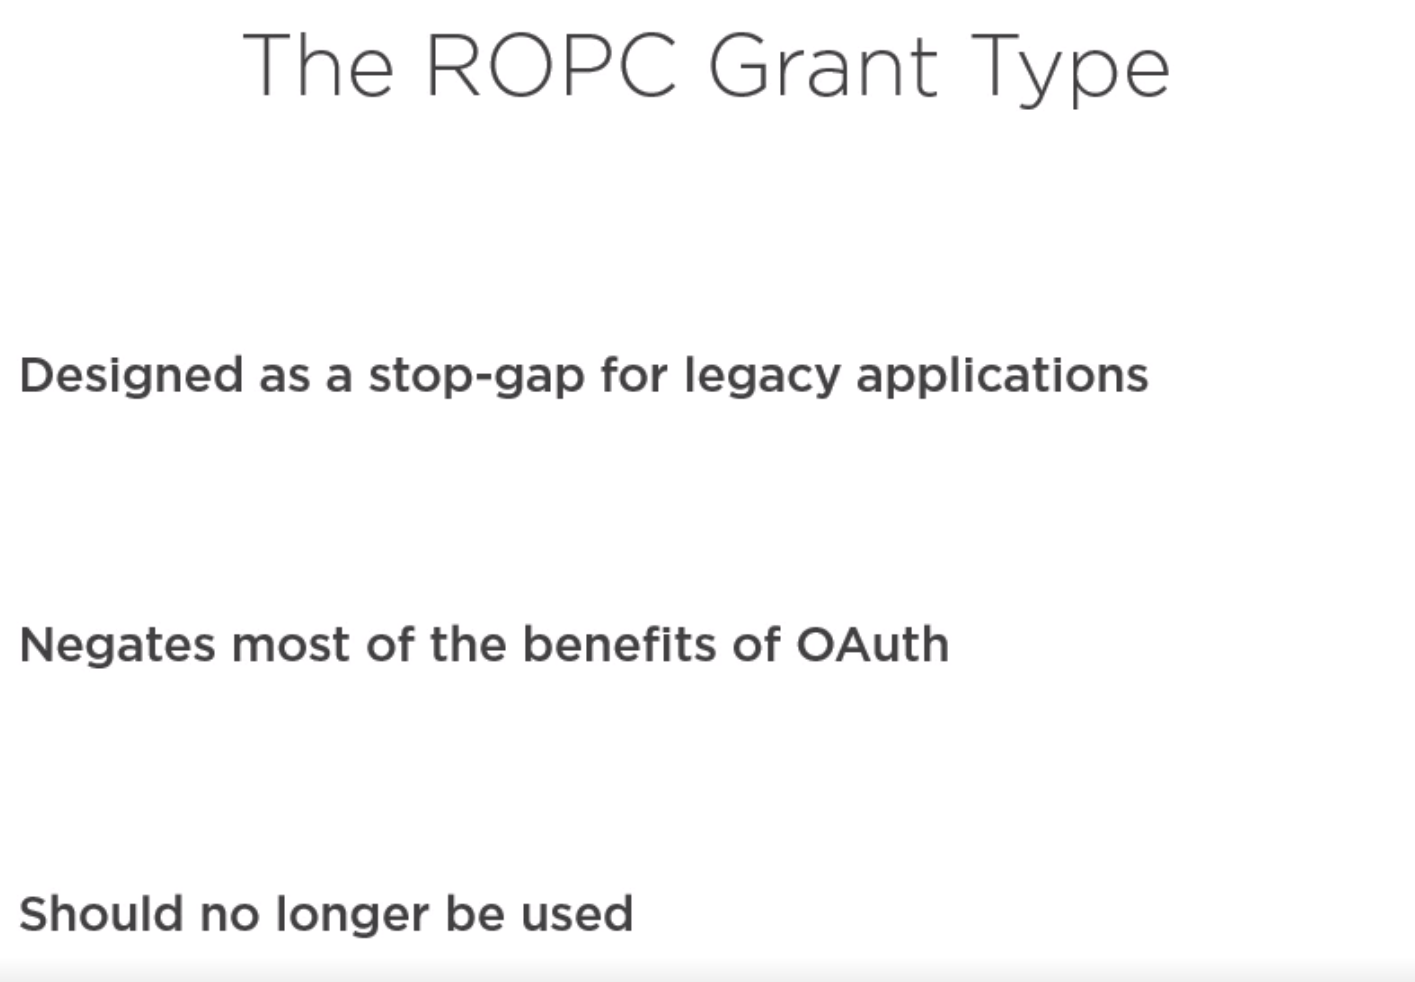 The ROPC Grant Type
Designed as a stop-gap for legacy applications
Negates most of the benefits of OAuth
Should no longer be used